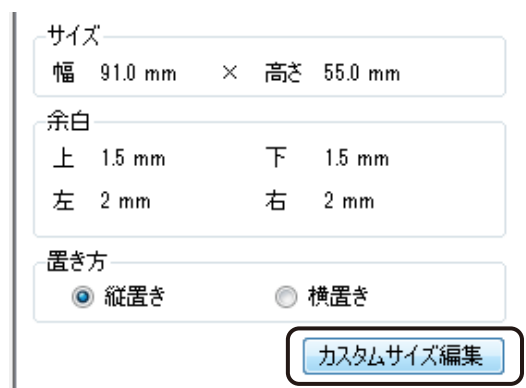 サイズ
幅 91.0 mm × 高さ 55.0 mm
余白
上 1.5 mm 下 1.5 mm
左 2 mm 右 2 mm
置き方
縦置き 横置き
カスタムサイズ編集